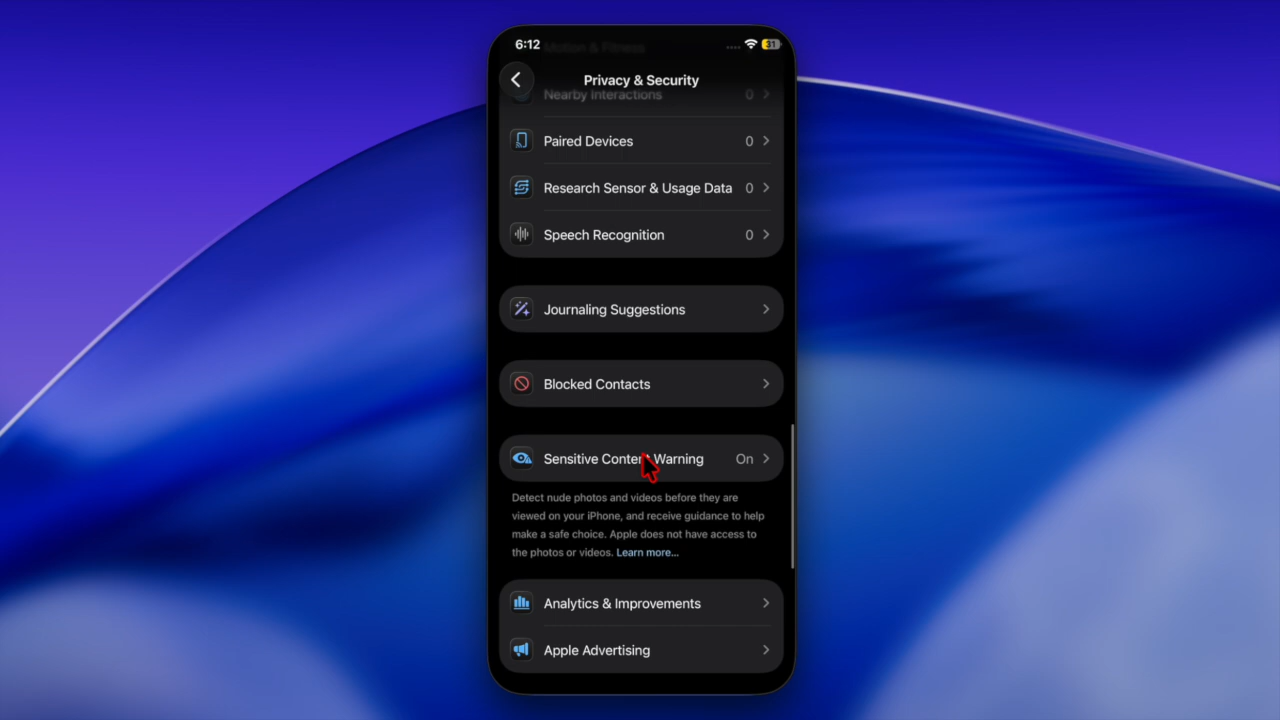 6:12
31
Motion & Fitness
Privacy & Security
Nearby Interactions 0
Paired Devices 0
Research Sensor & Usage Data 0
Speech Recognition 0
Journaling Suggestions
Blocked Contacts
Sensitive Content Warning On
Detect nude photos and videos before they are
viewed on your iPhone, and receive guidance to help
make a safe choice. Apple does not have access to
the photos or videos. Learn more...
Analytics & Improvements
Apple Advertising